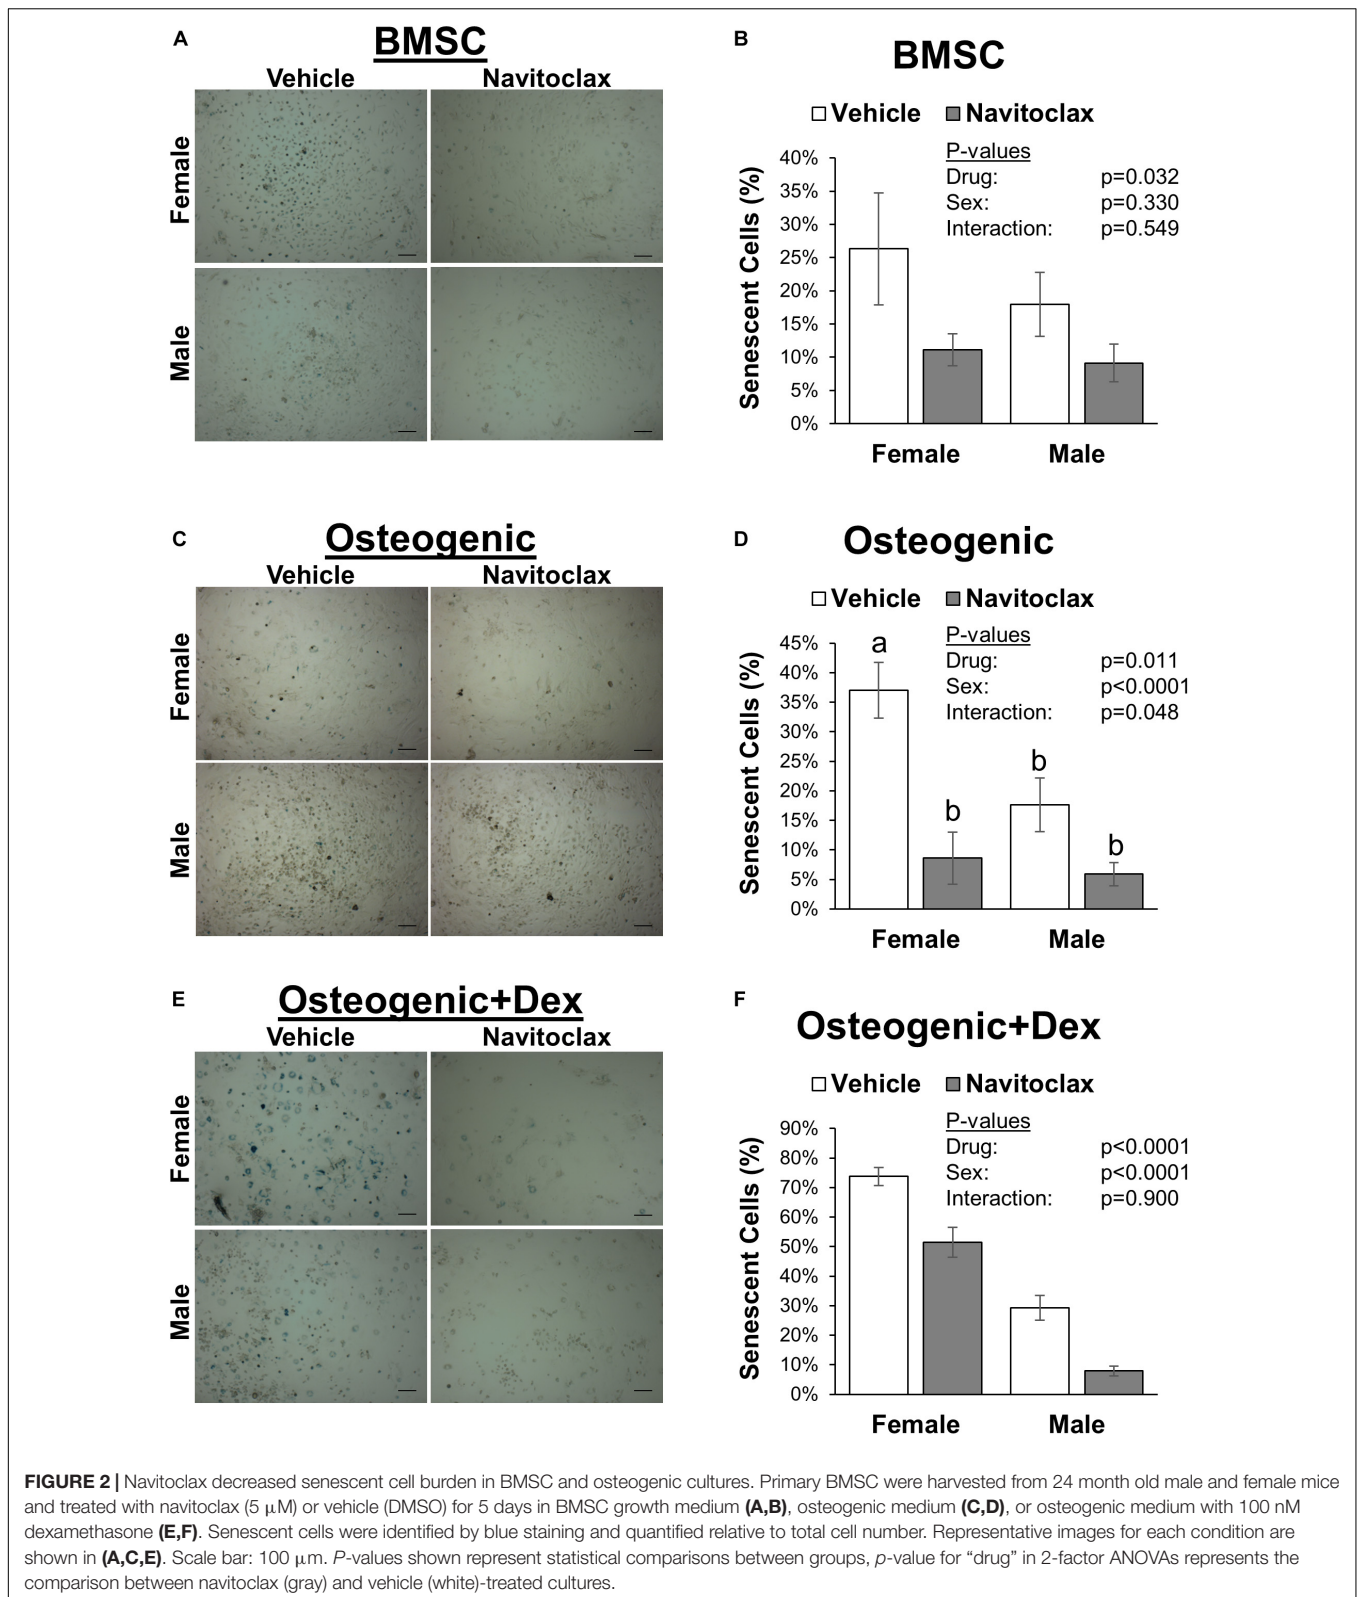 A
BMSC
Vehicle Navitoclax
Female
Male
B
BMSC
Vehicle Navitoclax
P-values
Drug: p=0.032
Sex: p=0.330
Interaction: p=0.549
Senescent Cells (%)
40%
35%
30%
25%
20%
15%
10%
5%
0%
Female Male
C
Osteogenic
Vehicle Navitoclax
Female
Male
D
Osteogenic
Vehicle Navitoclax
P-values
Drug: p=0.011
Sex: p<0.0001
Interaction: p=0.048
Senescent Cells (%)
45%
40%
35%
30%
25%
20%
15%
10%
5%
0%
a
b
b
b
Female Male
E
Osteogenic+Dex
Vehicle Navitoclax
Female
Male
F
Osteogenic+Dex
Vehicle Navitoclax
P-values
Drug: p<0.0001
Sex: p<0.0001
Interaction: p=0.900
Senescent Cells (%)
90%
80%
70%
60%
50%
40%
30%
20%
10%
0%
Female Male
FIGURE 2 | Navitoclax decreased senescent cell burden in BMSC and osteogenic cultures. Primary BMSC were harvested from 24 month old male and female mice
and treated with navitoclax (5 μM) or vehicle (DMSO) for 5 days in BMSC growth medium (A,B), osteogenic medium (C,D), or osteogenic medium with 100 nM
dexamethasone (E,F). Senescent cells were identified by blue staining and quantified relative to total cell number. Representative images for each condition are
shown in (A,C,E). Scale bar: 100 μm. P-values shown represent statistical comparisons between groups, p-value for “drug” in 2-factor ANOVAs represents the
comparison between navitoclax (gray) and vehicle (white)-treated cultures.